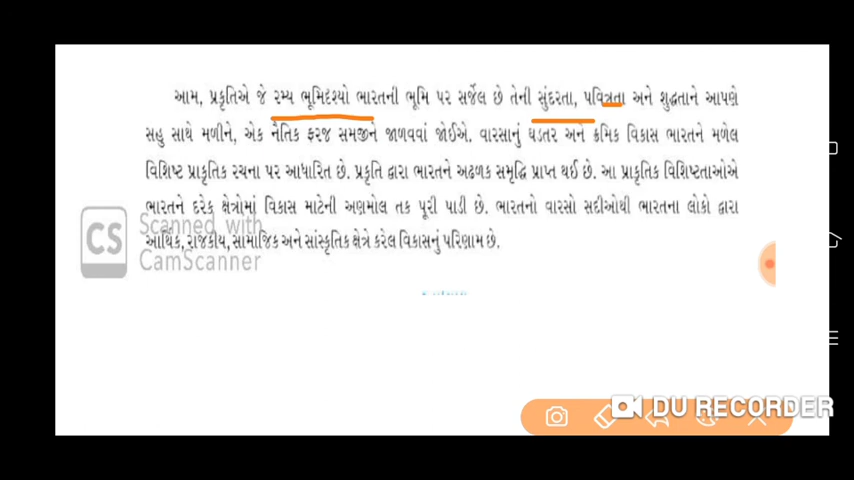 આમ, પ્રકૃતિએ જે રમ્ય ભૂમિદૃશ્યો ભારતની ભૂમિ પર સર્જેલ છે તેની સુંદરતા, પવિત્રતા અને શુદ્ધતાને આપણે
સહુ સાથે મળીને, એક નૈતિક ફરજ સમજીને જાળવવાં જોઈએ. વારસાનું ઘડતર અને ક્રમિક વિકાસ ભારતને મળેલ
વિશિષ્ટ પ્રાકૃતિક રચના પર આધારિત છે. પ્રકૃતિ દ્વારા ભારતને અઢળક સમૃદ્ધિ પ્રાપ્ત થઈ છે. આ પ્રાકૃતિક વિશિષ્ટતાઓએ
ભારતને દરેક ક્ષેત્રોમાં વિકાસ માટેની અણમોલ તક પૂરી પાડી છે. ભારતનો વારસો સદીઓથી ભારતના લોકો દ્વારા
આર્થિક, રાજકીય, સામાજિક અને સાંસ્કૃતિક ક્ષેત્રે કરેલ વિકાસનું પરિણામ છે.
CS Scanned with
CamScanner
DU RECORDER